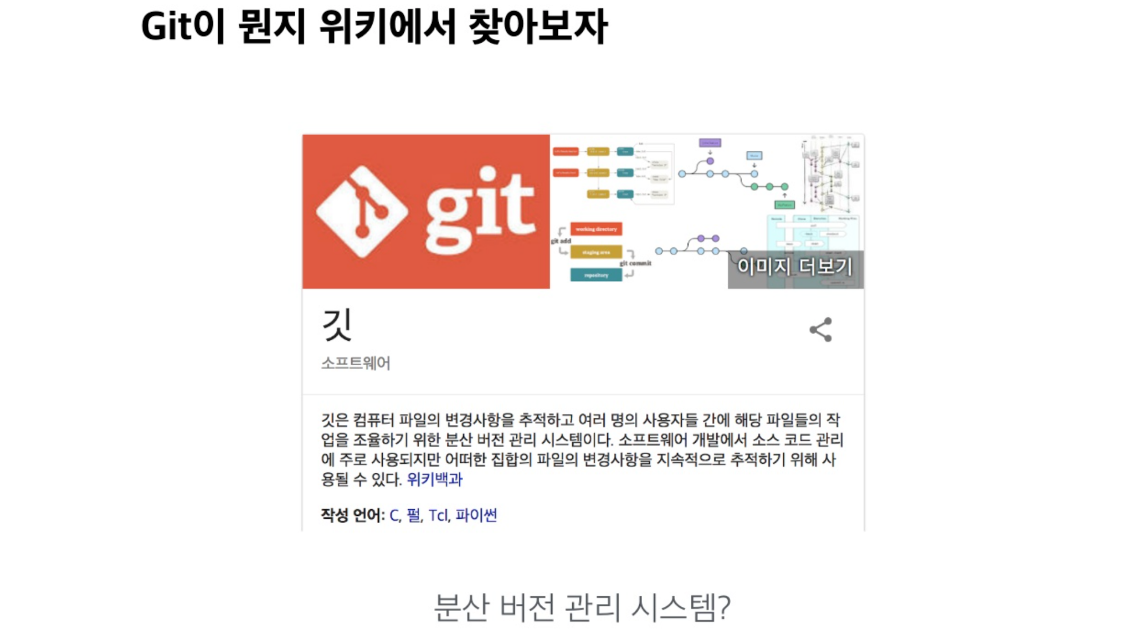 Git이 뭔지 위키에서 찾아보자
git
working directory
git add
staging area
git commit
repository
이미지 더보기
깃
소프트웨어
깃은 컴퓨터 파일의 변경사항을 추적하고 여러 명의 사용자들 간에 해당 파일들의 작
업을 조율하기 위한 분산 버전 관리 시스템이다. 소프트웨어 개발에서 소스 코드 관리
에 주로 사용되지만 어떠한 집합의 파일의 변경사항을 지속적으로 추적하기 위해 사
용될 수 있다. 위키백과
작성 언어: C, 펄, Tcl, 파이썬
분산 버전 관리 시스템?